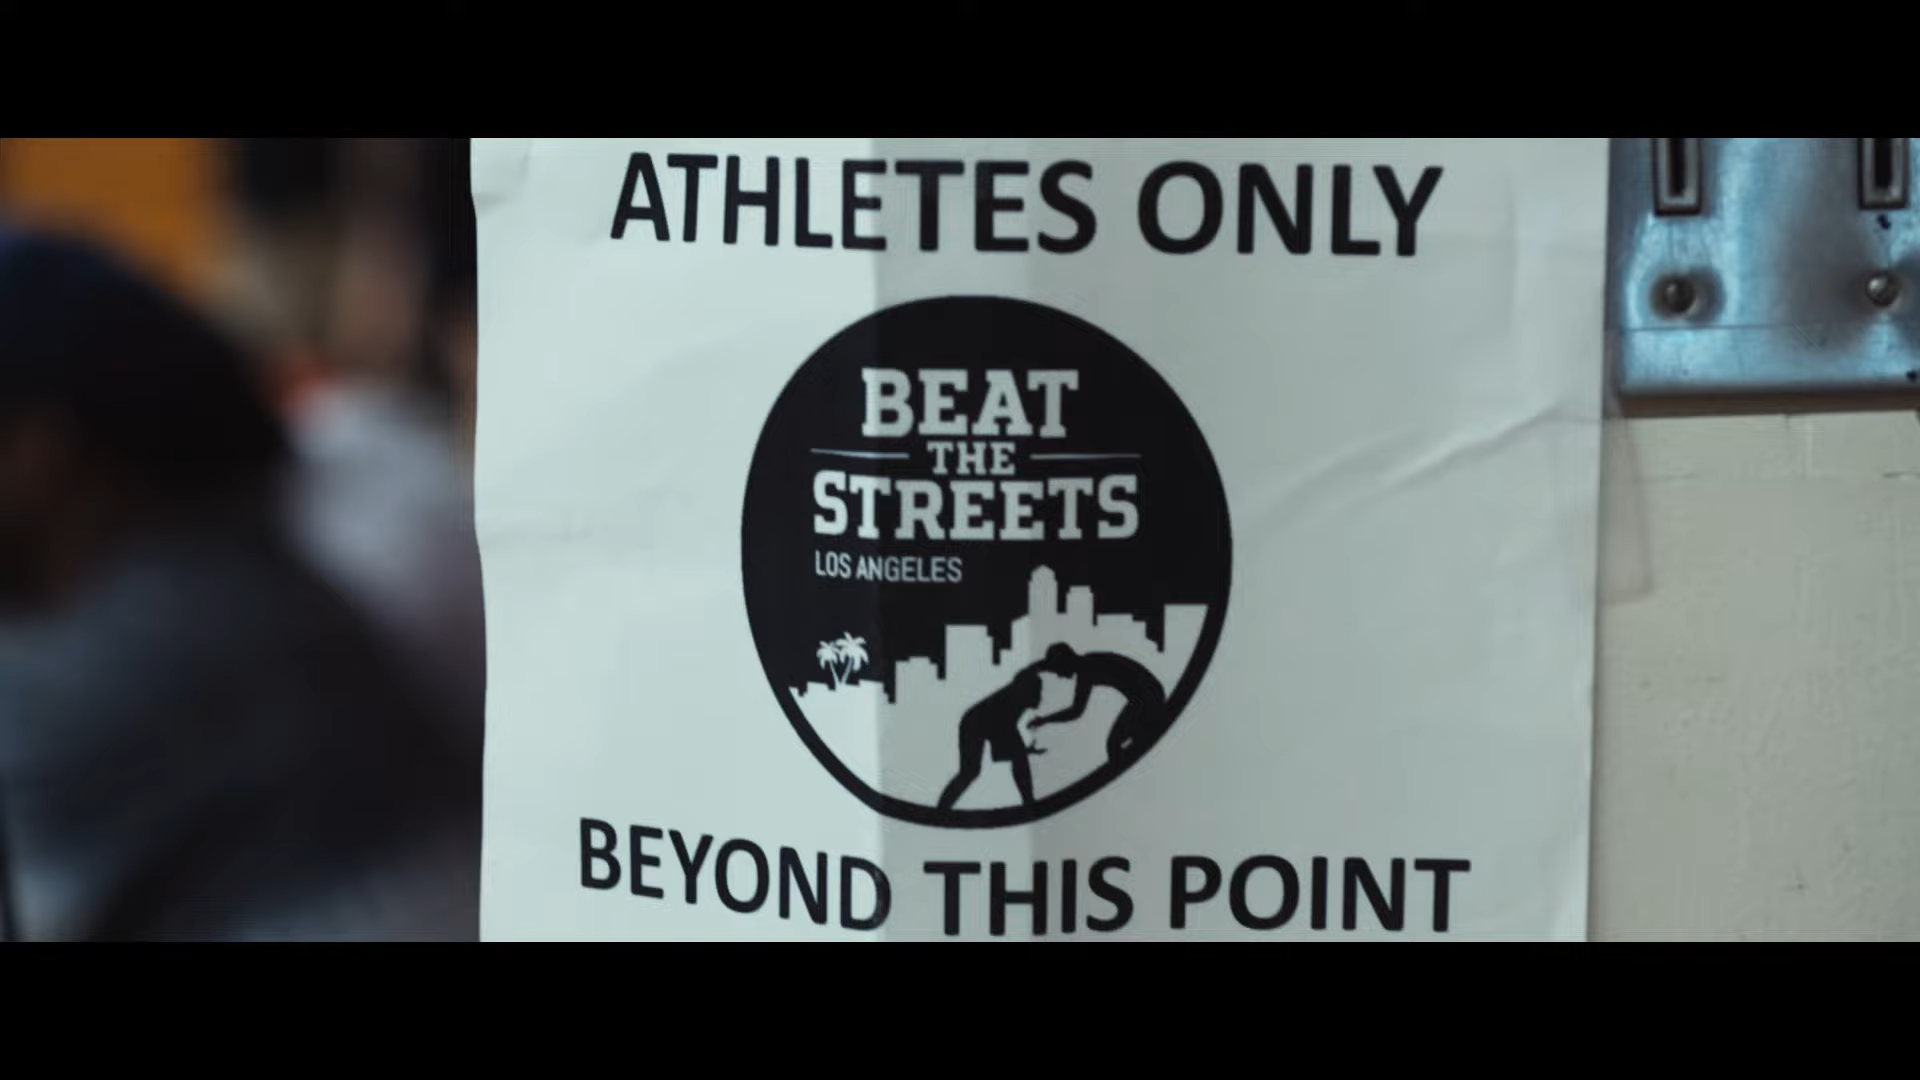 ATHLETES ONLY
BEAT
THE
STREETS
LOS ANGELES
BEYOND THIS POINT